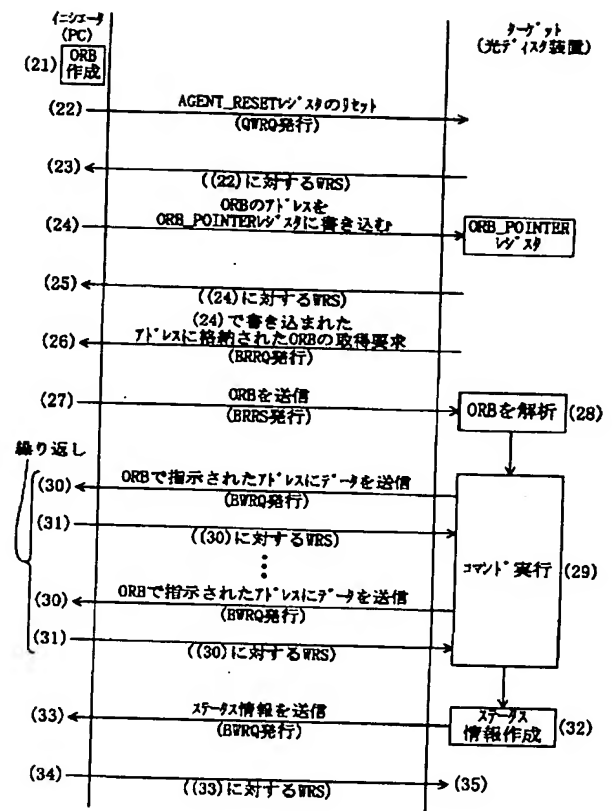 イニシエータ
(PC)
ターゲット
(光ディスク装置)
(21)
ORB
作成
(22)
AGENT_RESETレジスタのリセット
(QWRQ発行)
(23)
((22)に対するWRS)
ORBのアドレスを
(24)
ORB_POINTERレジスタに書き込む
ORB_POINTER
レジスタ
(25)
((24)に対するWRS)
(24)で書き込まれた
(26)
アドレスに格納されたORBの取得要求
(BRRQ発行)
(27)
ORBを送信
(BRRS発行)
ORBを解析
(28)
繰り返し
(30)
ORBで指示されたアドレスにデータを送信
(BWRQ発行)
(31)
((30)に対するWRS)
コマンド実行
(29)
(30)
ORBで指示されたアドレスにデータを送信
(BWRQ発行)
(31)
((30)に対するWRS)
(33)
ステータス情報を送信
(BWRQ発行)
ステータス
情報作成
(32)
(34)
((33)に対するWRS)
(35)